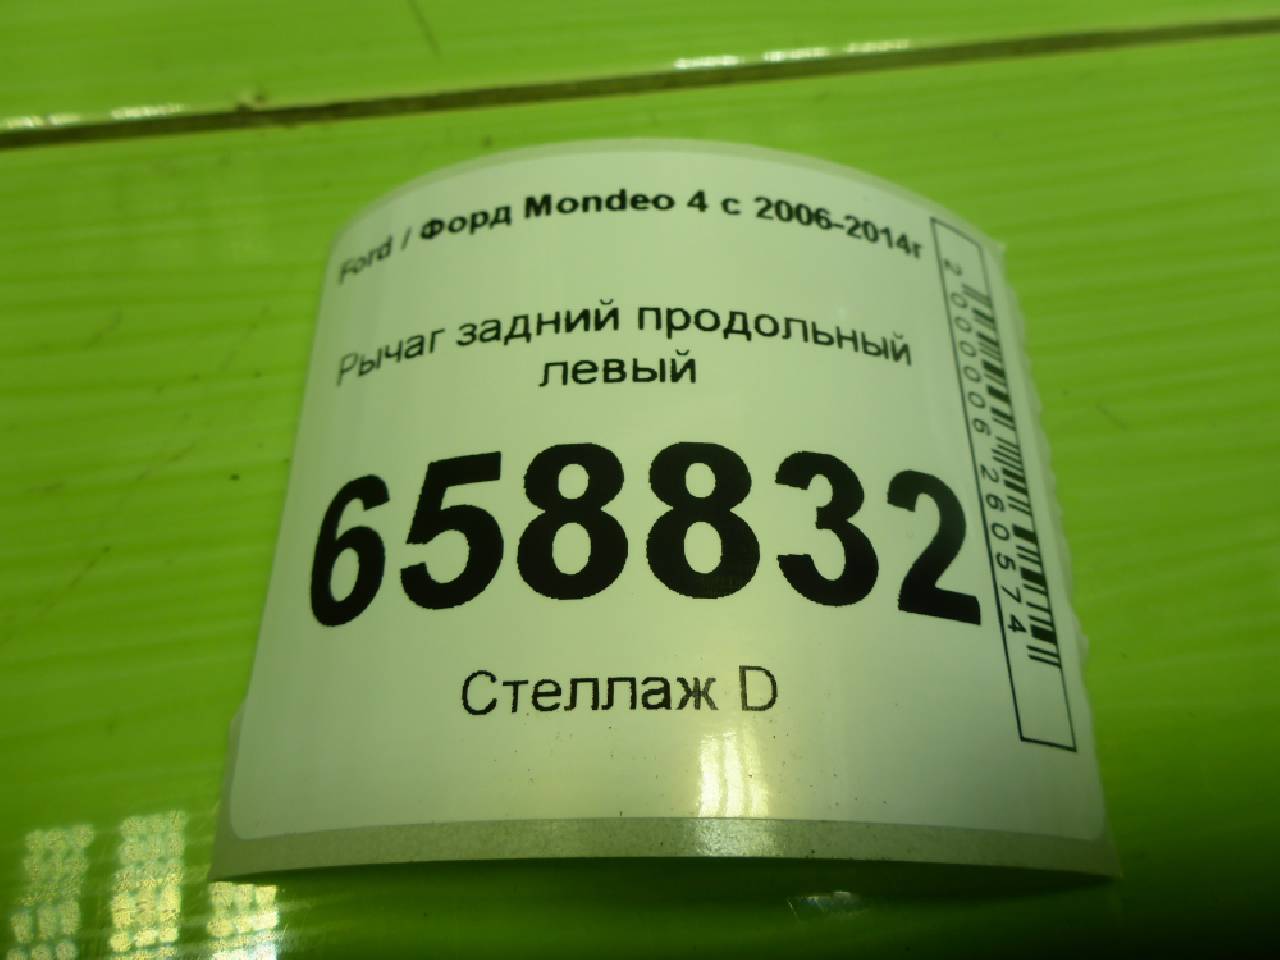 Ford / Форд Mondeo 4 с 2006-2014г
Рычаг задний продольный
левый
658832
Стеллаж D
2000006260574